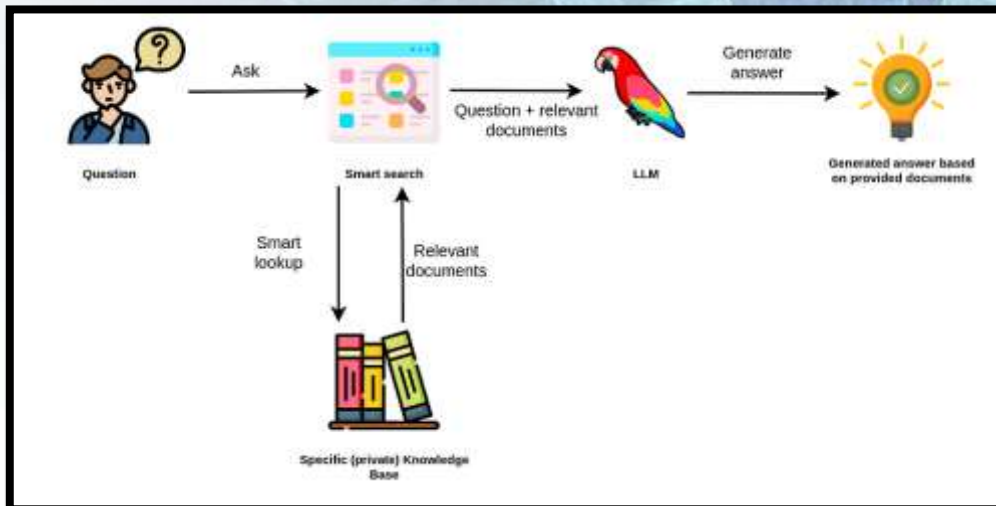 ?
Ask
Generate
answer
Question + relevant
documents
Question
Smart search
LLM
Generated answer based
on provided documents
Smart
lookup
Relevant
documents
Specific (private) Knowledge
Base